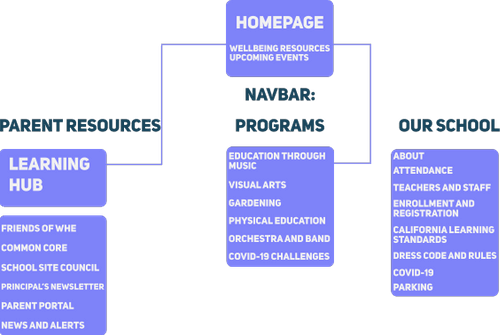 HOMEPAGE
WELLBEING RESOURCES
UPCOMING EVENTS
NAVBAR:
PARENT RESOURCES
PROGRAMS
OUR SCHOOL
LEARNING
HUB
FRIENDS OF WHE
COMMON CORE
SCHOOL SITE COUNCIL
PRINCIPAL'S NEWSLETTER
PARENT PORTAL
NEWS AND ALERTS
EDUCATION THROUGH
MUSIC
VISUAL ARTS
GARDENING
PHYSICAL EDUCATION
ORCHESTRA AND BAND
COVID-19 CHALLENGES
ABOUT
ATTENDANCE
TEACHERS AND STAFF
ENROLLMENT AND
REGISTRATION
CALIFORNIA LEARNING
STANDARDS
DRESS CODE AND RULES
COVID-19
PARKING